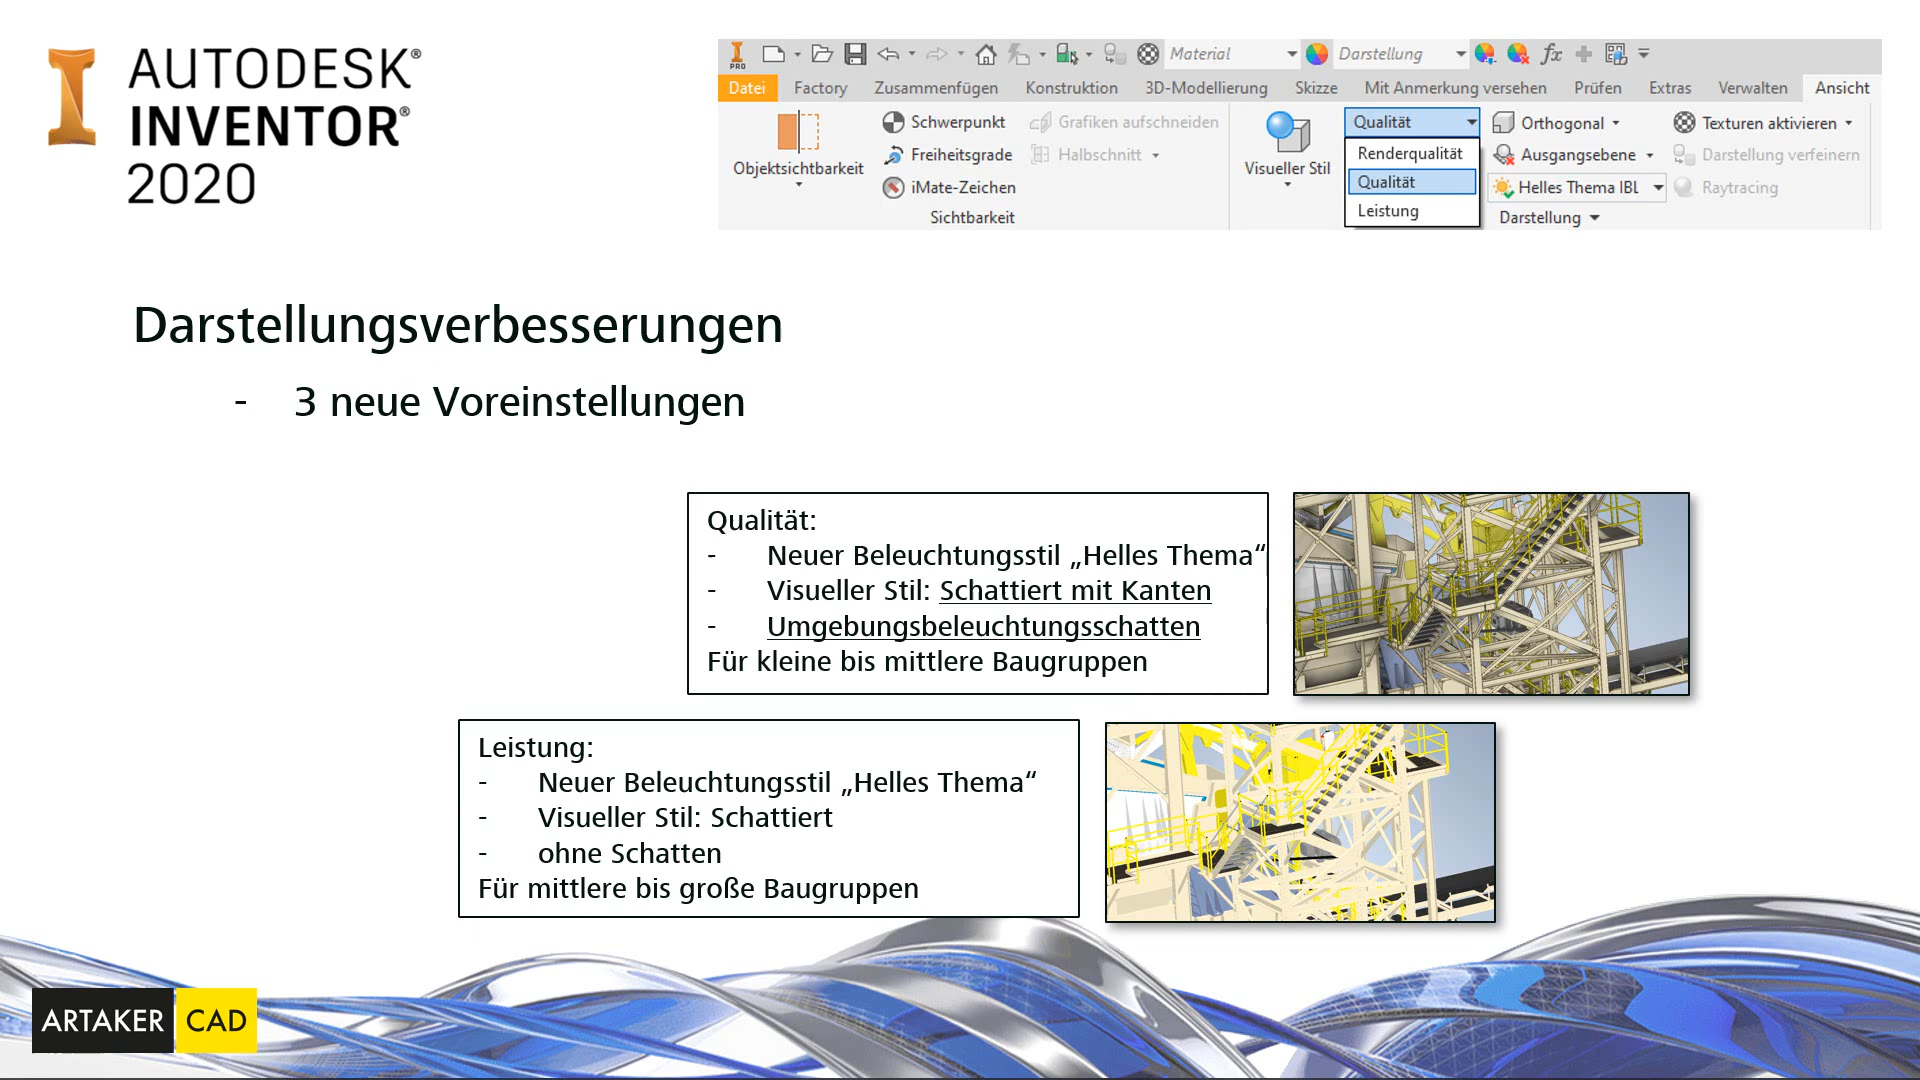 AUTODESK®
INVENTOR®
2020
PRO
Material
Darstellung
fx
Datei Factory Zusammenfügen Konstruktion 3D-Modellierung Skizze Mit Anmerkung versehen Prüfen Extras Verwalten Ansicht
Objektsichtbarkeit
Schwerpunkt
Freiheitsgrade
iMate-Zeichen
Grafiken aufschneiden
Halbschnitt
Sichtbarkeit
Visueller Stil
Qualität
Renderqualität
Qualität
Leistung
Orthogonal
Ausgangsebene
Helles Thema IBL
Texturen aktivieren
Darstellung verfeinern
Raytracing
Darstellung
Darstellungsverbesserungen
- 3 neue Voreinstellungen
Qualität:
- Neuer Beleuchtungsstil „Helles Thema“
- Visueller Stil: Schattiert mit Kanten
- Umgebungsbeleuchtungsschatten
Für kleine bis mittlere Baugruppen
Leistung:
- Neuer Beleuchtungsstil „Helles Thema“
- Visueller Stil: Schattiert
- ohne Schatten
Für mittlere bis große Baugruppen
ARTAKER CAD